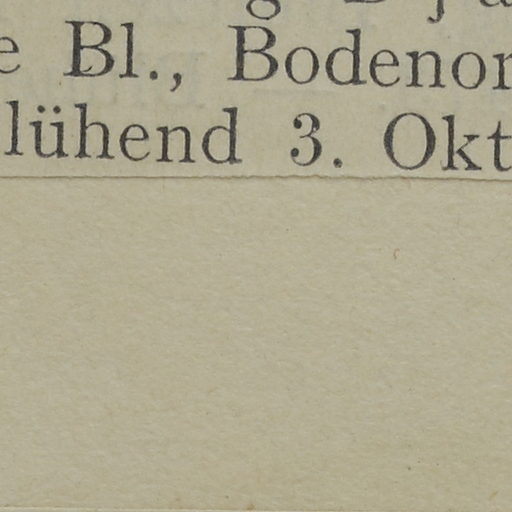 e Bl., Bodenor
lühend 3. Okt